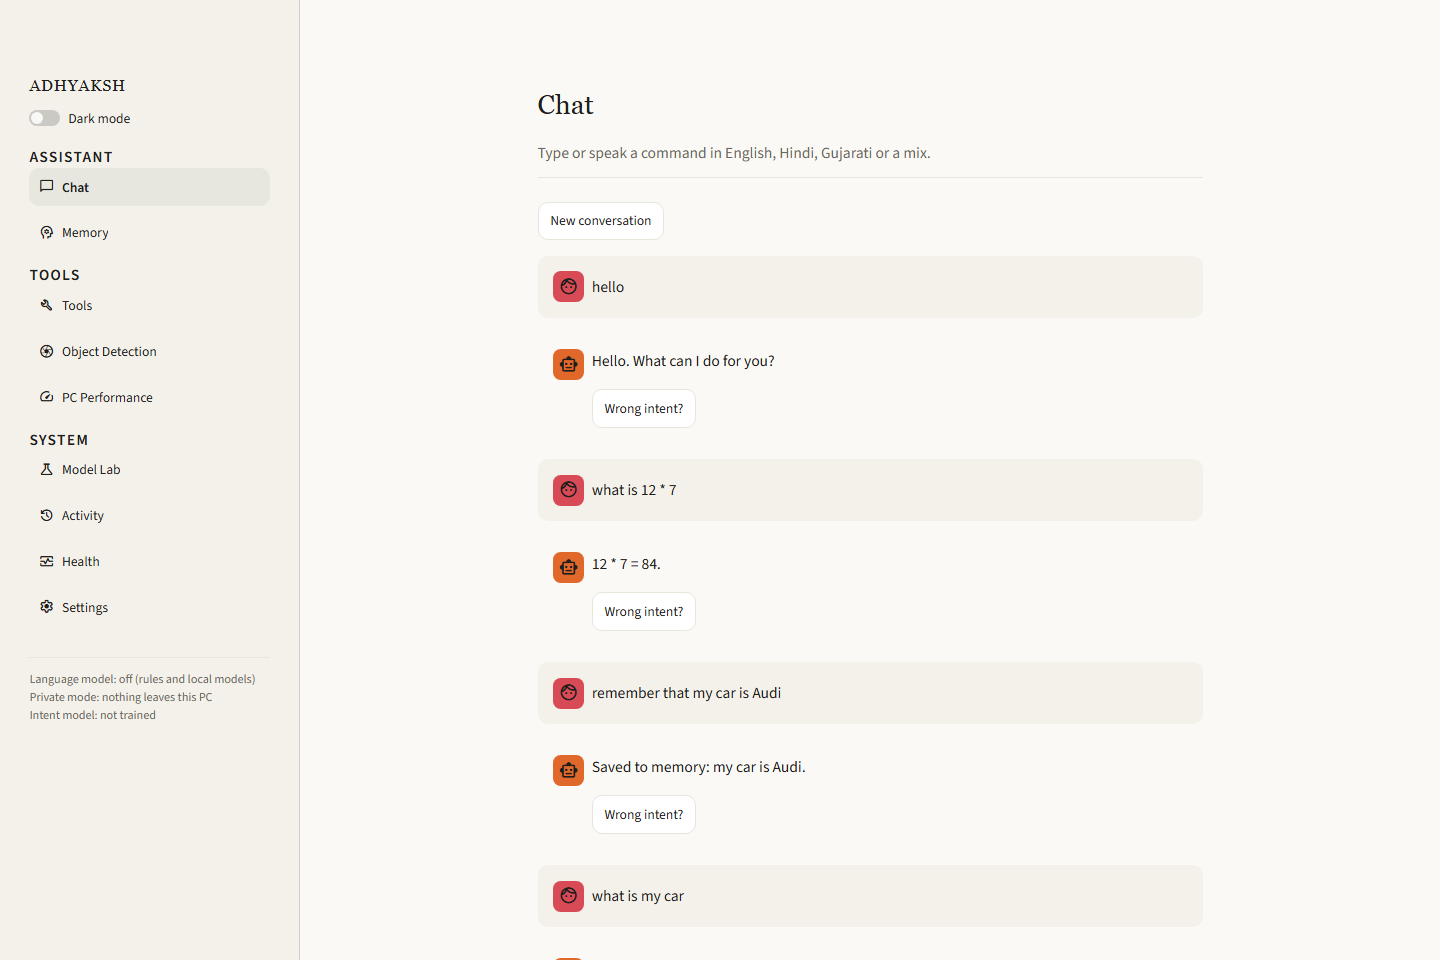 ADHYAKSH
Dark mode
ASSISTANT
Chat
Memory
TOOLS
Tools
Object Detection
PC Performance
SYSTEM
Model Lab
Activity
Health
Settings
Language model: off (rules and local models)
Private mode: nothing leaves this PC
Intent model: not trained
Chat
Type or speak a command in English, Hindi, Gujarati or a mix.
New conversation
hello
Hello. What can I do for you?
Wrong intent?
what is 12 * 7
12 * 7 = 84.
Wrong intent?
remember that my car is Audi
Saved to memory: my car is Audi.
Wrong intent?
what is my car